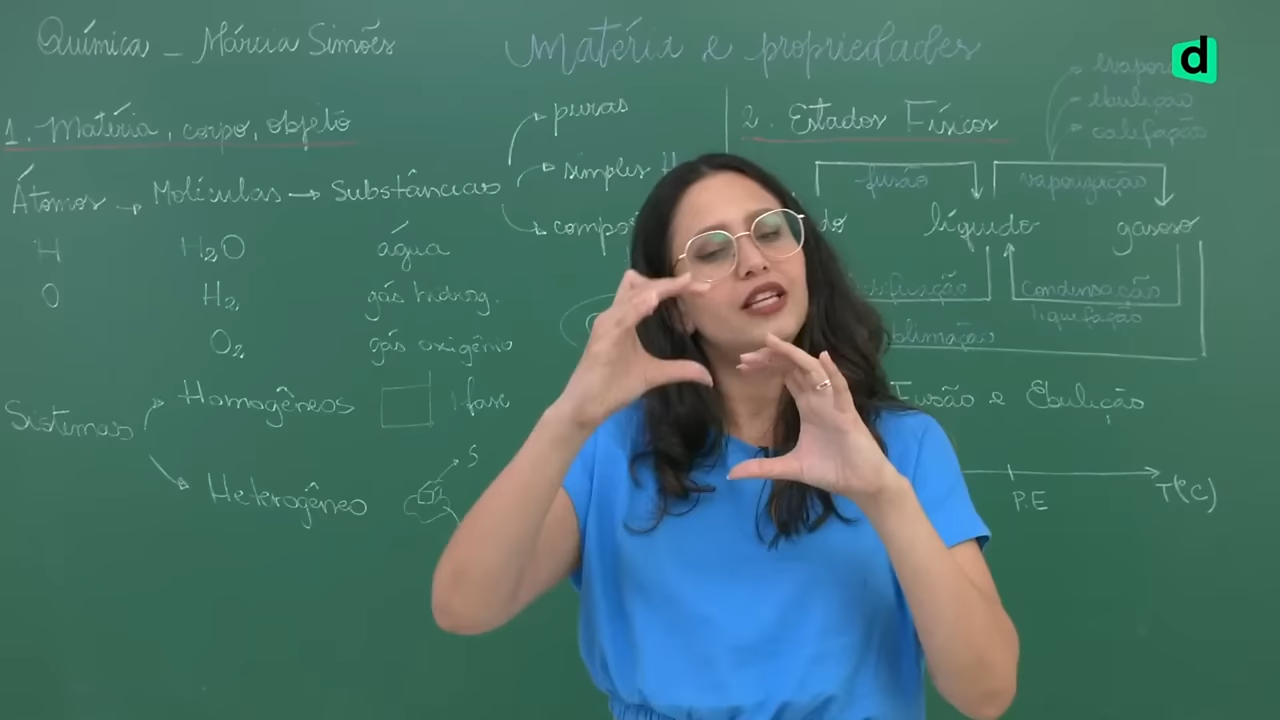 Química - Márcia Simões
Matéria e propriedades
d
1. Matéria, corpo, objeto
Átomos → Moléculas → Substâncias
H H₂O água
O H₂ gás hidrog.
O₂ gás oxigênio
puras
simples H
compo
Sistemas
Homogêneos 1 fase
Heterogêneo S
2. Estados Físicos
ebulição
calefação
fusão vaporização
do líquido gasoso
condensação
liquefação
Fusão e Ebulição
P.E T(°C)